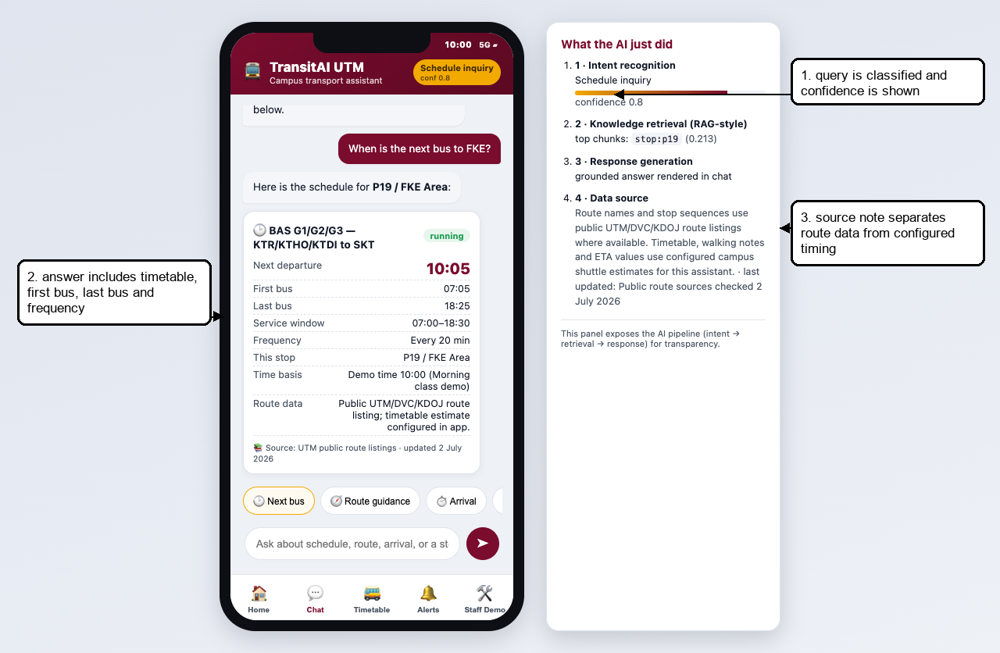 10:00 5G
TransitAI UTM
Campus transport assistant
Schedule inquiry
conf 0.8
below.
When is the next bus to FKE?
Here is the schedule for P19 / FKE Area:
BAS G1/G2/G3 —
KTR/KTHO/KTDI to SKT
running
Next departure 10:05
First bus 07:05
Last bus 18:25
Service window 07:00–18:30
Frequency Every 20 min
This stop P19 / FKE Area
Time basis Demo time 10:00 (Morning
class demo)
Route data Public UTM/DVC/KDOJ route
listing; timetable estimate
configured in app.
Source: UTM public route listings · updated 2 July
2026
Next bus Route guidance Arrival
Ask about schedule, route, arrival, or a st
Home Chat Timetable Alerts Staff Demo
What the AI just did
1. 1 · Intent recognition
Schedule inquiry
confidence 0.8
2. 2 · Knowledge retrieval (RAG-style)
top chunks: stop:p19 (0.213)
3. 3 · Response generation
grounded answer rendered in chat
4. 4 · Data source
Route names and stop sequences use
public UTM/DVC/KDOJ route listings
where available. Timetable, walking notes
and ETA values use configured campus
shuttle estimates for this assistant. · last
updated: Public route sources checked 2
July 2026
This panel exposes the AI pipeline (intent →
retrieval → response) for transparency.
1. query is classified and
confidence is shown
2. answer includes timetable,
first bus, last bus and
frequency
3. source note separates
route data from configured
timing